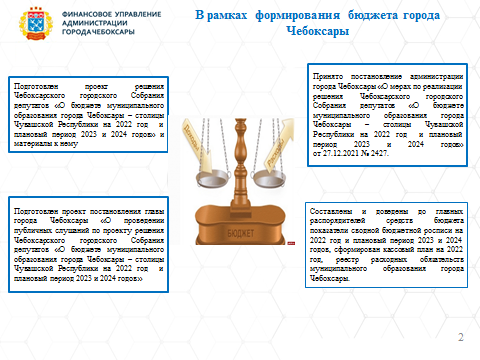 ФИНАНСОВОЕ УПРАВЛЕНИЕ
АДМИНИСТРАЦИИ
ГОРОДА ЧЕБОКСАРЫ
В рамках формирования бюджета города
Чебоксары
Подготовлен проект решения
Чебоксарского городского Собрания
депутатов «О бюджете муниципального
образования города Чебоксары – столицы
Чувашской Республики на 2022 год и
плановый период 2023 и 2024 годов» и
материалы к нему
Принято постановление администрации
города Чебоксары «О мерах по реализации
решения Чебоксарского городского
Собрания депутатов «О бюджете
муниципального образования города
Чебоксары – столицы Чувашской
Республики на 2022 год и плановый
период 2023 и 2024 годов»
от 27.12.2021 № 2427.
Подготовлен проект постановления главы
города Чебоксары «О проведении
публичных слушаний по проекту решения
Чебоксарского городского Собрания
депутатов «О бюджете муниципального
образования города Чебоксары – столицы
Чувашской Республики на 2022 год и
плановый период 2023 и 2024 годов»
Составлены и доведены до главных
распорядителей средств бюджета
показатели сводной бюджетной росписи на
2022 год и плановый период 2023 и 2024
годов, сформирован кассовый план на 2022
год, реестр расходных обязательств
муниципального образования города
Чебоксары.
БЮДЖЕТ
2